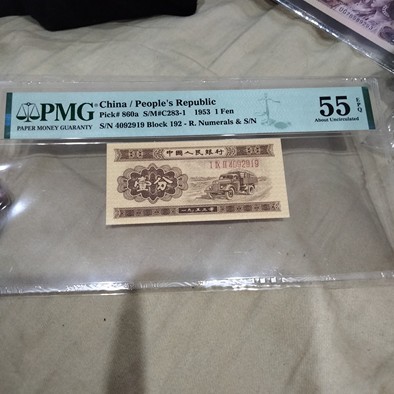 PMG
PAPER MONEY GUARANTY
China / People's Republic
Pick# 860a S/M#C283-1 1953 1 Fen
S/N 4092919 Block 192 - R. Numerals & S/N
55 EPQ
About Uncirculated
中國人民銀行
4092919
壹分
一九五三年